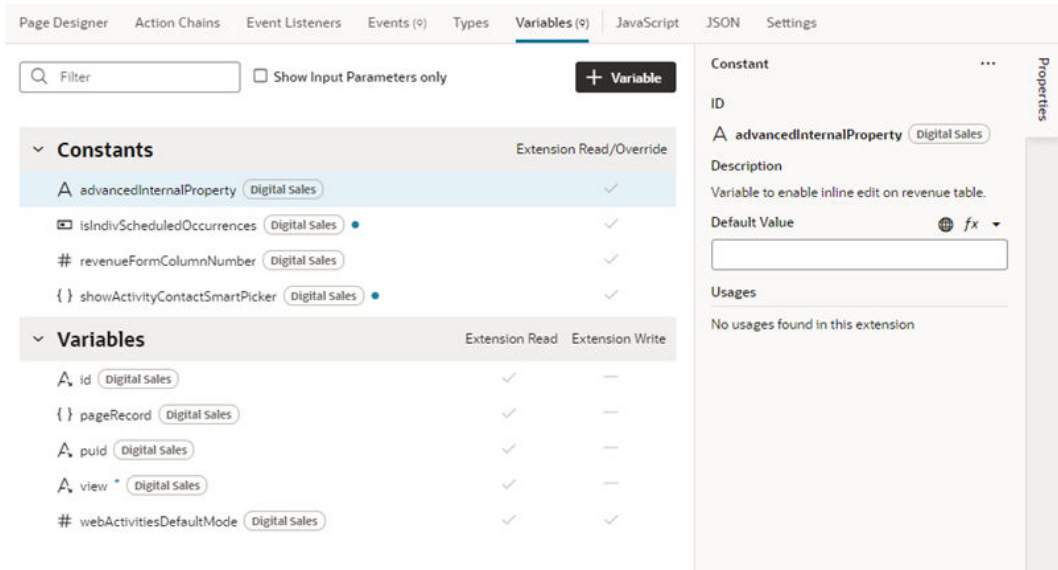 Page Designer Action Chains Event Listeners Events (9) Types Variables (9) JavaScript JSON Settings
Filter Show Input Parameters only + Variable
Constants Extension Read/Override
A advancedInternalProperty Digital Sales
isIndivScheduledOccurrences Digital Sales
# revenueFormColumnNumber Digital Sales
{ } showActivityContactSmartPicker Digital Sales
Variables Extension Read Extension Write
A id Digital Sales
{ } pageRecord Digital Sales
A puid Digital Sales
A view * Digital Sales
# webActivitiesDefaultMode Digital Sales
Constant ...
ID
A advancedInternalProperty Digital Sales
Description
Variable to enable inline edit on revenue table.
Default Value fx
Usages
No usages found in this extension
Properties